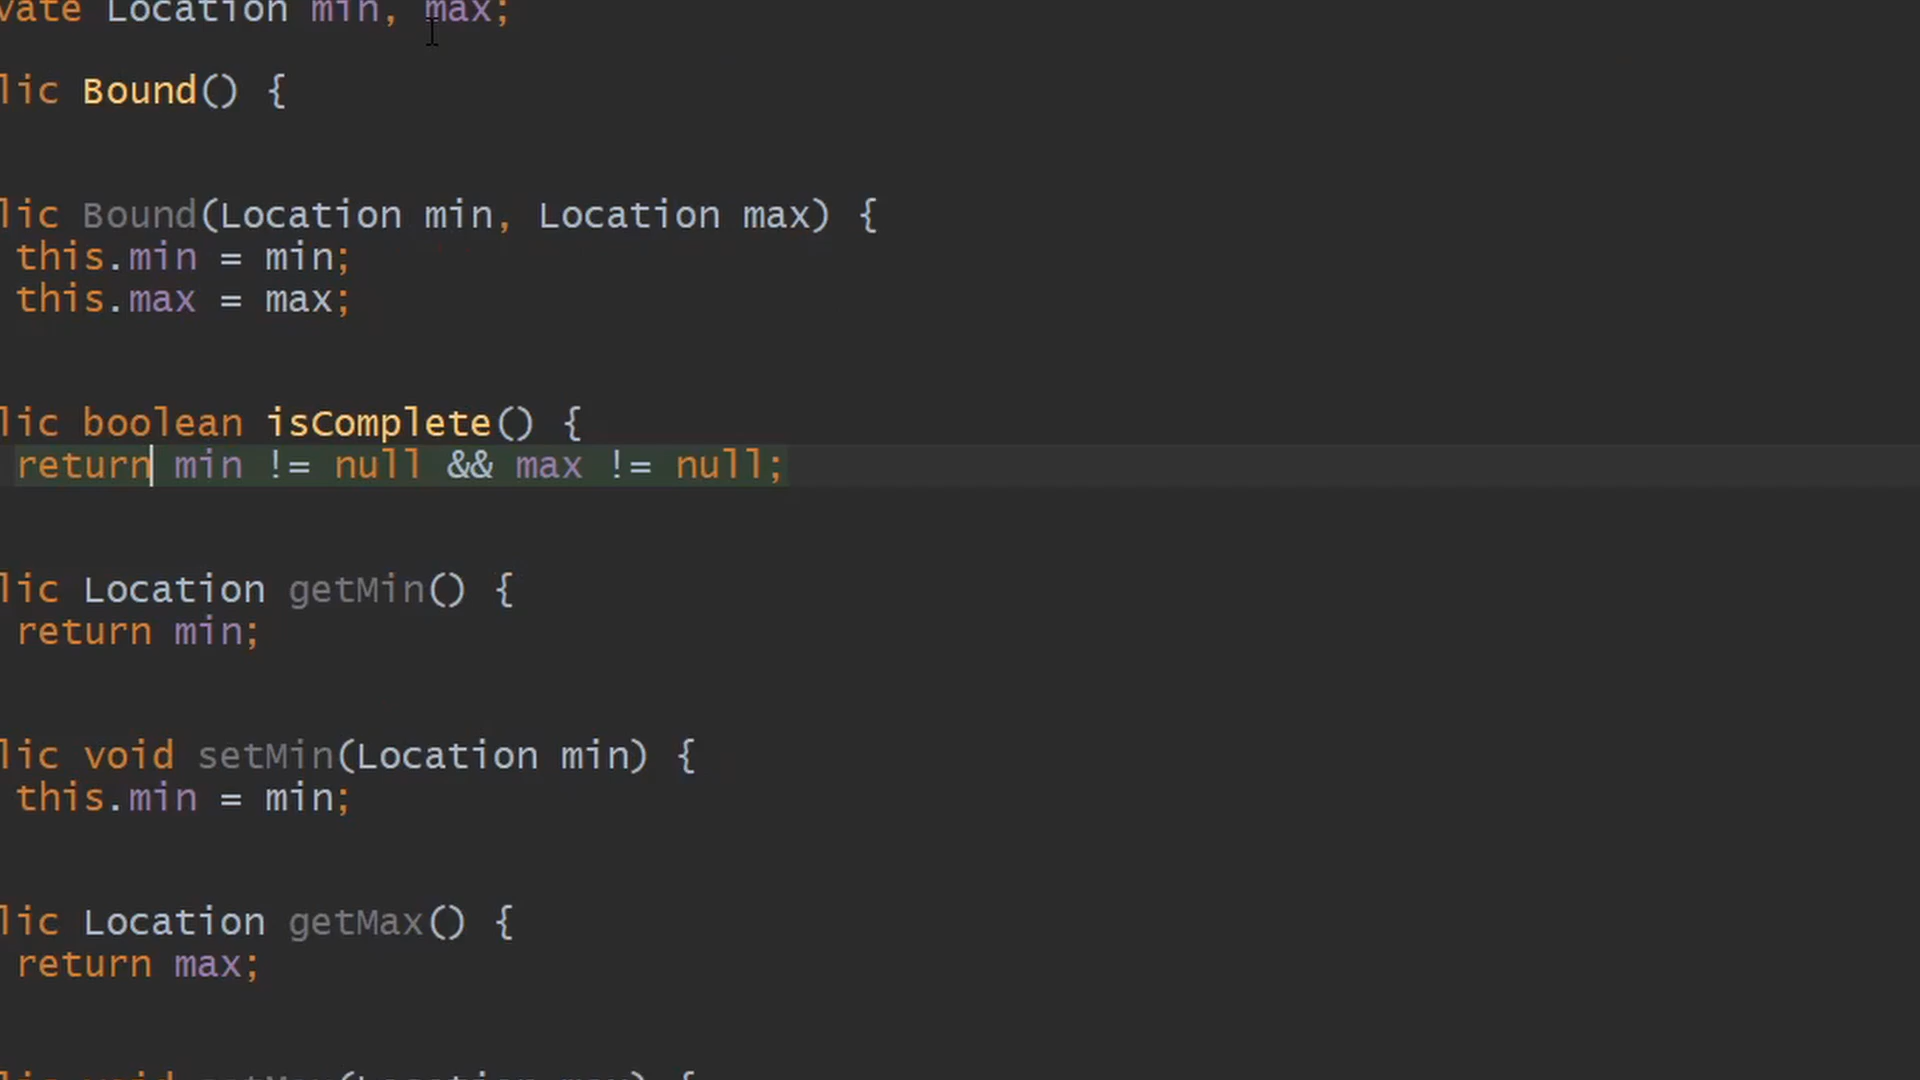 vate Location min, max;
lic Bound() {
lic Bound(Location min, Location max) {
this.min = min;
this.max = max;
lic boolean isComplete() {
return min != null && max != null;
lic Location getMin() {
return min;
lic void setMin(Location min) {
this.min = min;
lic Location getMax() {
return max;